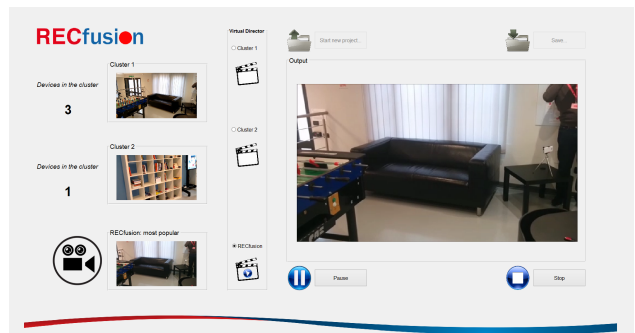 RECfusion
Virtual Director
Cluster 1
Start new project...
Save...
Cluster 1
Devices in the cluster
3
Output
Cluster 2
Cluster 2
Devices in the cluster
1
RECfusion: most popular
RECfusion
Pause
Stop